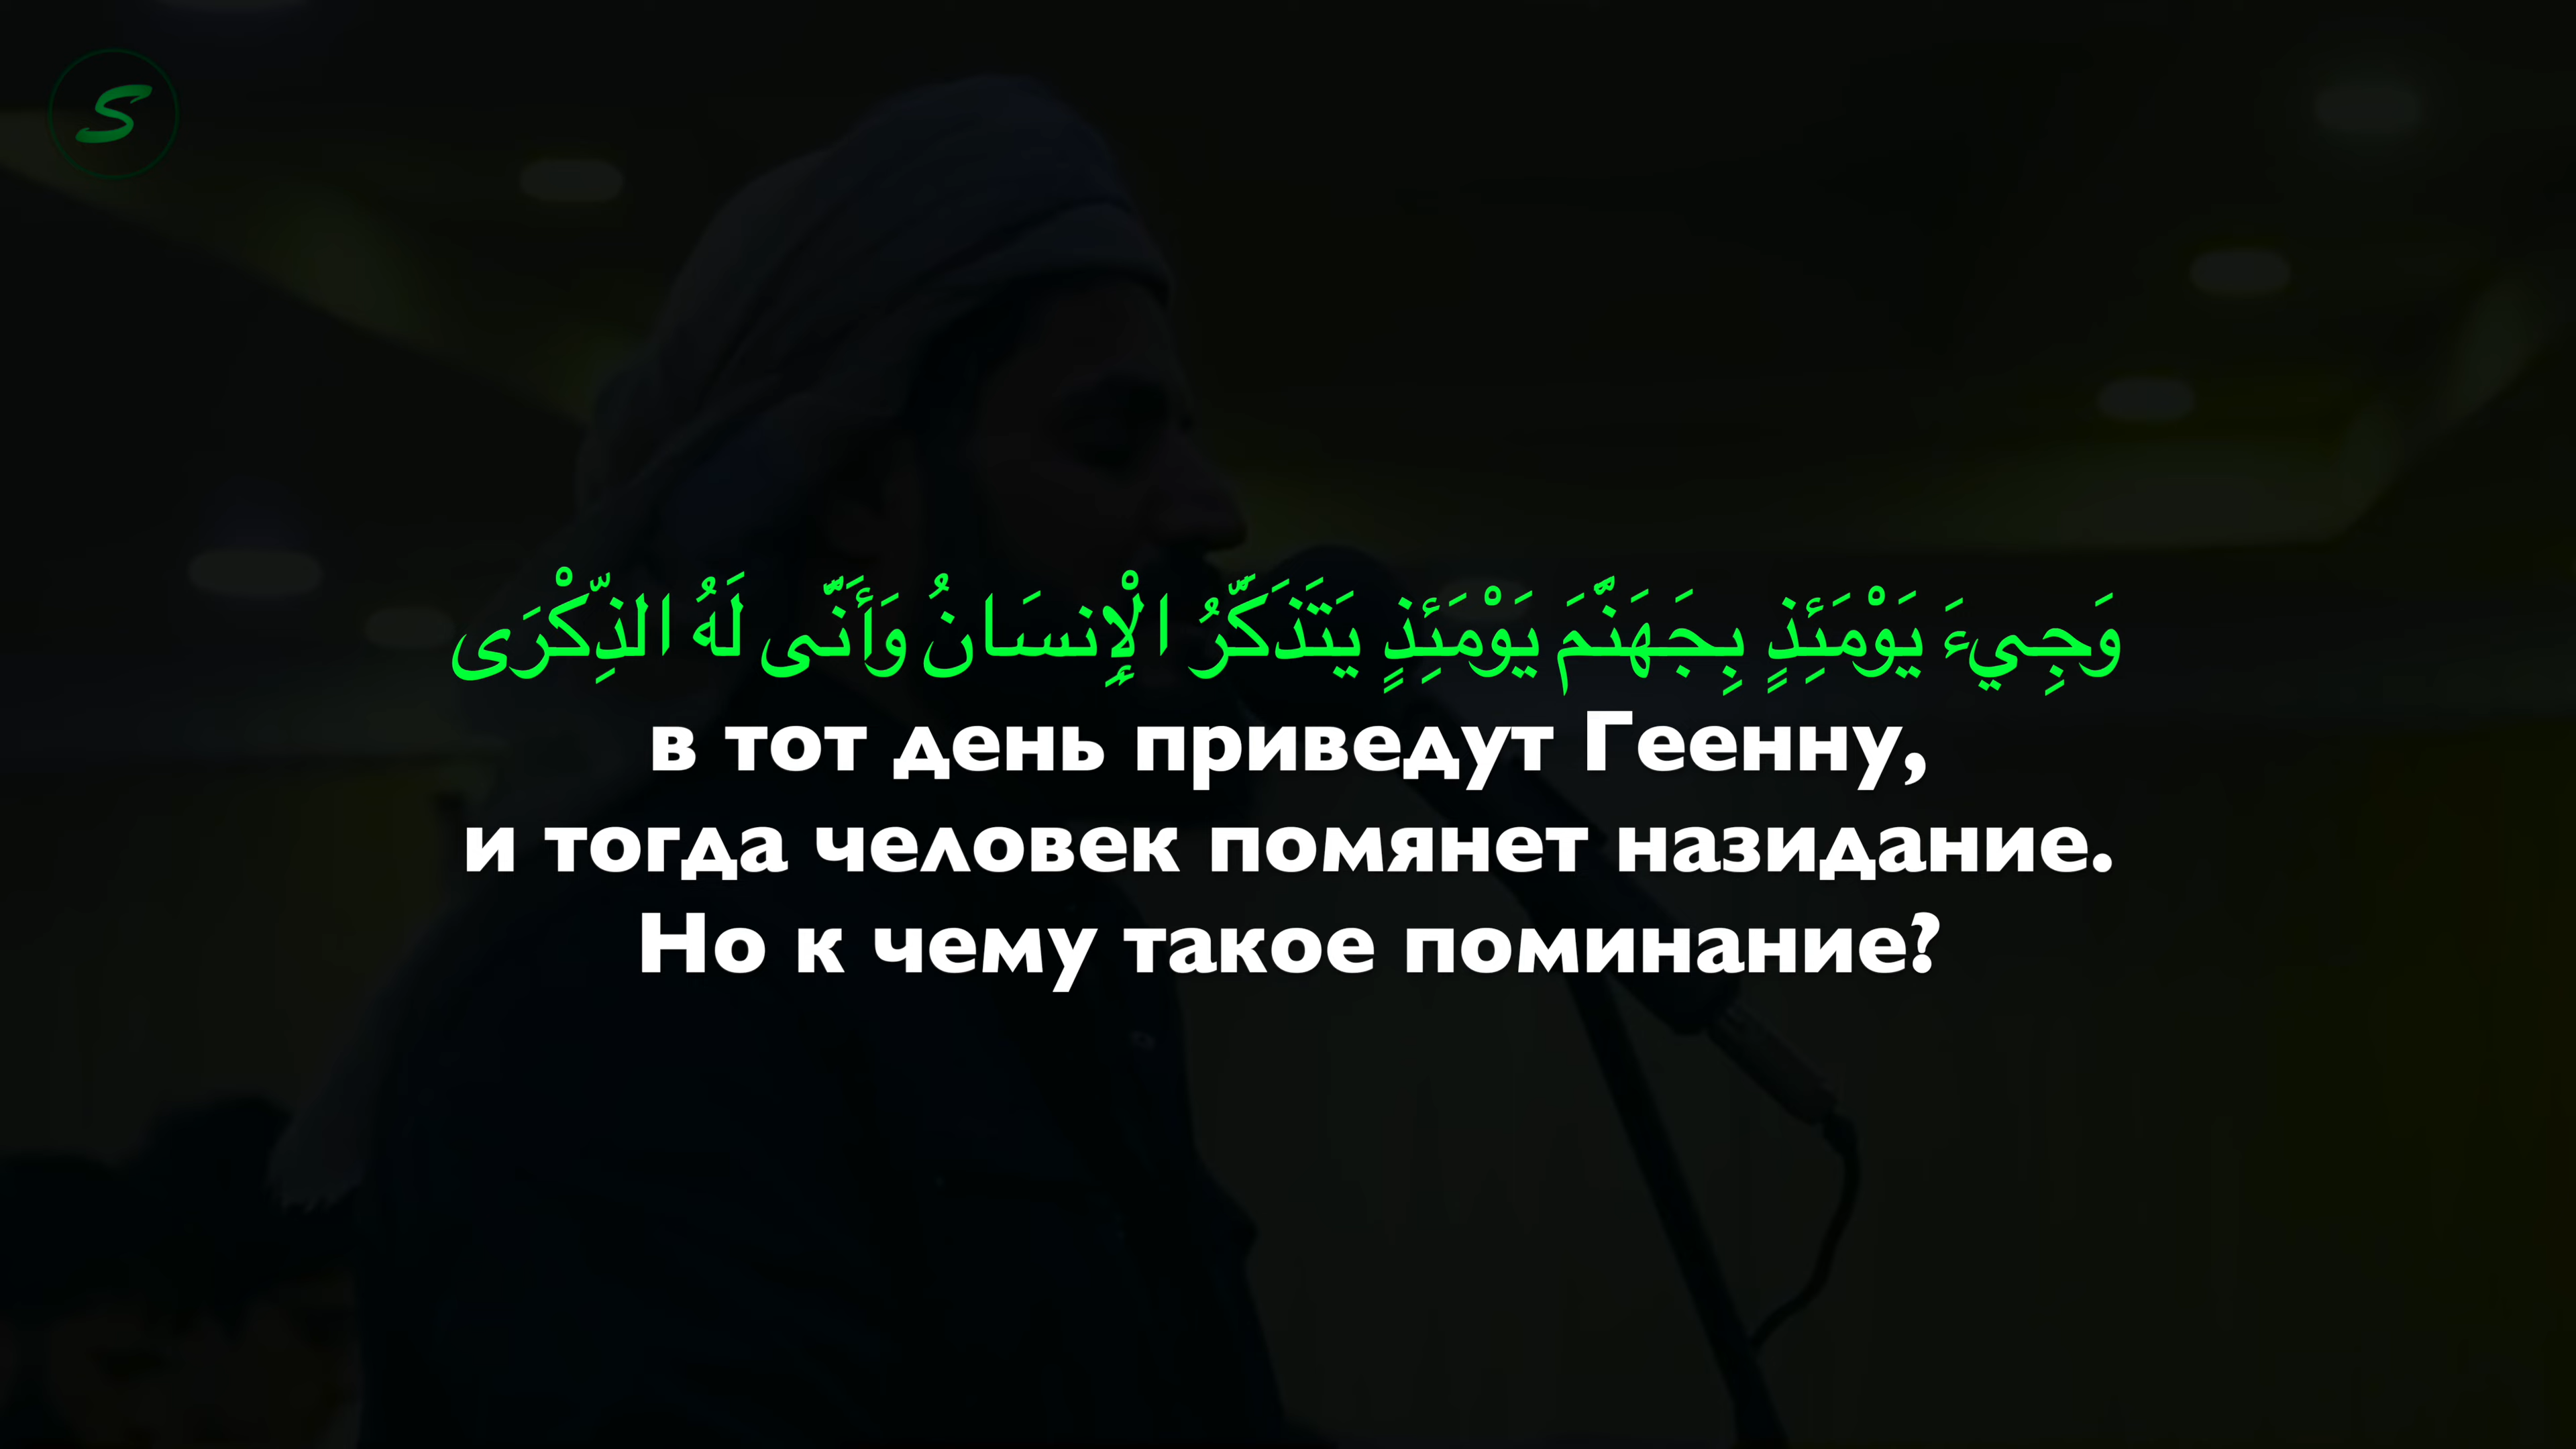 S
وَجِيءَ يَوْمَئِذٍ بِجَهَنَّمَ يَوْمَئِذٍ يَتَذَكَّرُ الْإِنسَانُ وَأَنَّى لَهُ الذِّكْرَى
в тот день приведут Геенну,
и тогда человек помянет назидание.
Но к чему такое поминание?